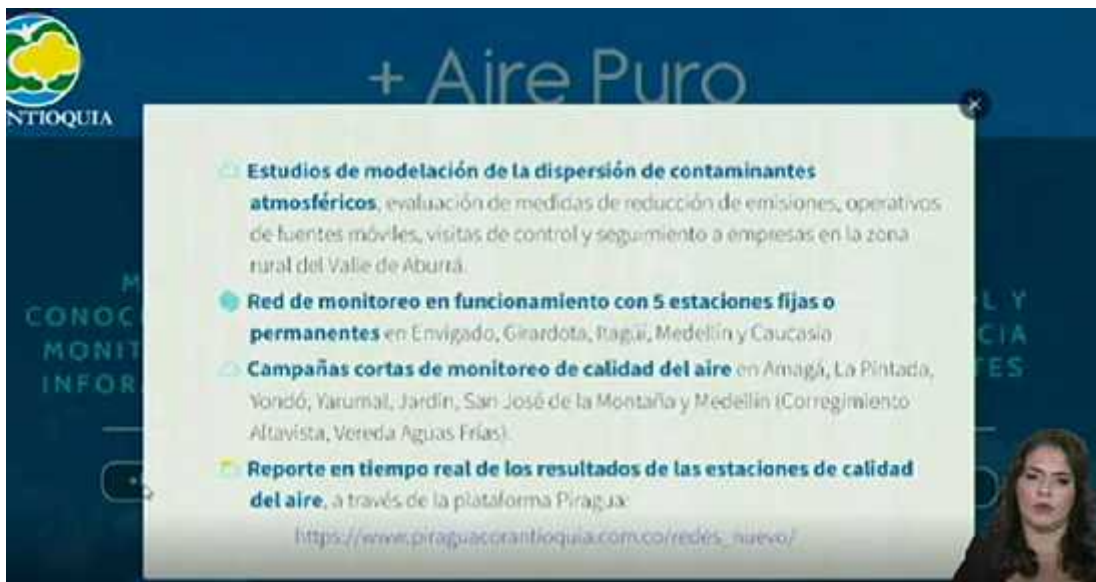 + Aire Puro
NTIOQUIA
Estudios de modelación de la dispersión de contaminantes
atmosféricos, evaluación de medidas de reducción de emisiones, operativos
de fuentes móviles, visitas de control y seguimiento a empresas en la zona
rural del Valle de Aburrá.
Red de monitoreo en funcionamiento con 5 estaciones fijas o
permanentes en Envigado, Girardota, Itagüí, Medellín y Caucasia
Campañas cortas de monitoreo de calidad del aire en Amagá, La Pintada,
Yondó, Yarumal, Jardín, San José de la Montaña y Medellín (Corregimiento
Altavista, Vereda Aguas Frías).
Reporte en tiempo real de los resultados de las estaciones de calidad
del aire, a través de la plataforma Piragua:
https://www.piraguacorantioquia.com.co/redes_nuevo/
M
CONOC
MONIT
INFOR
L Y
CIA
TES